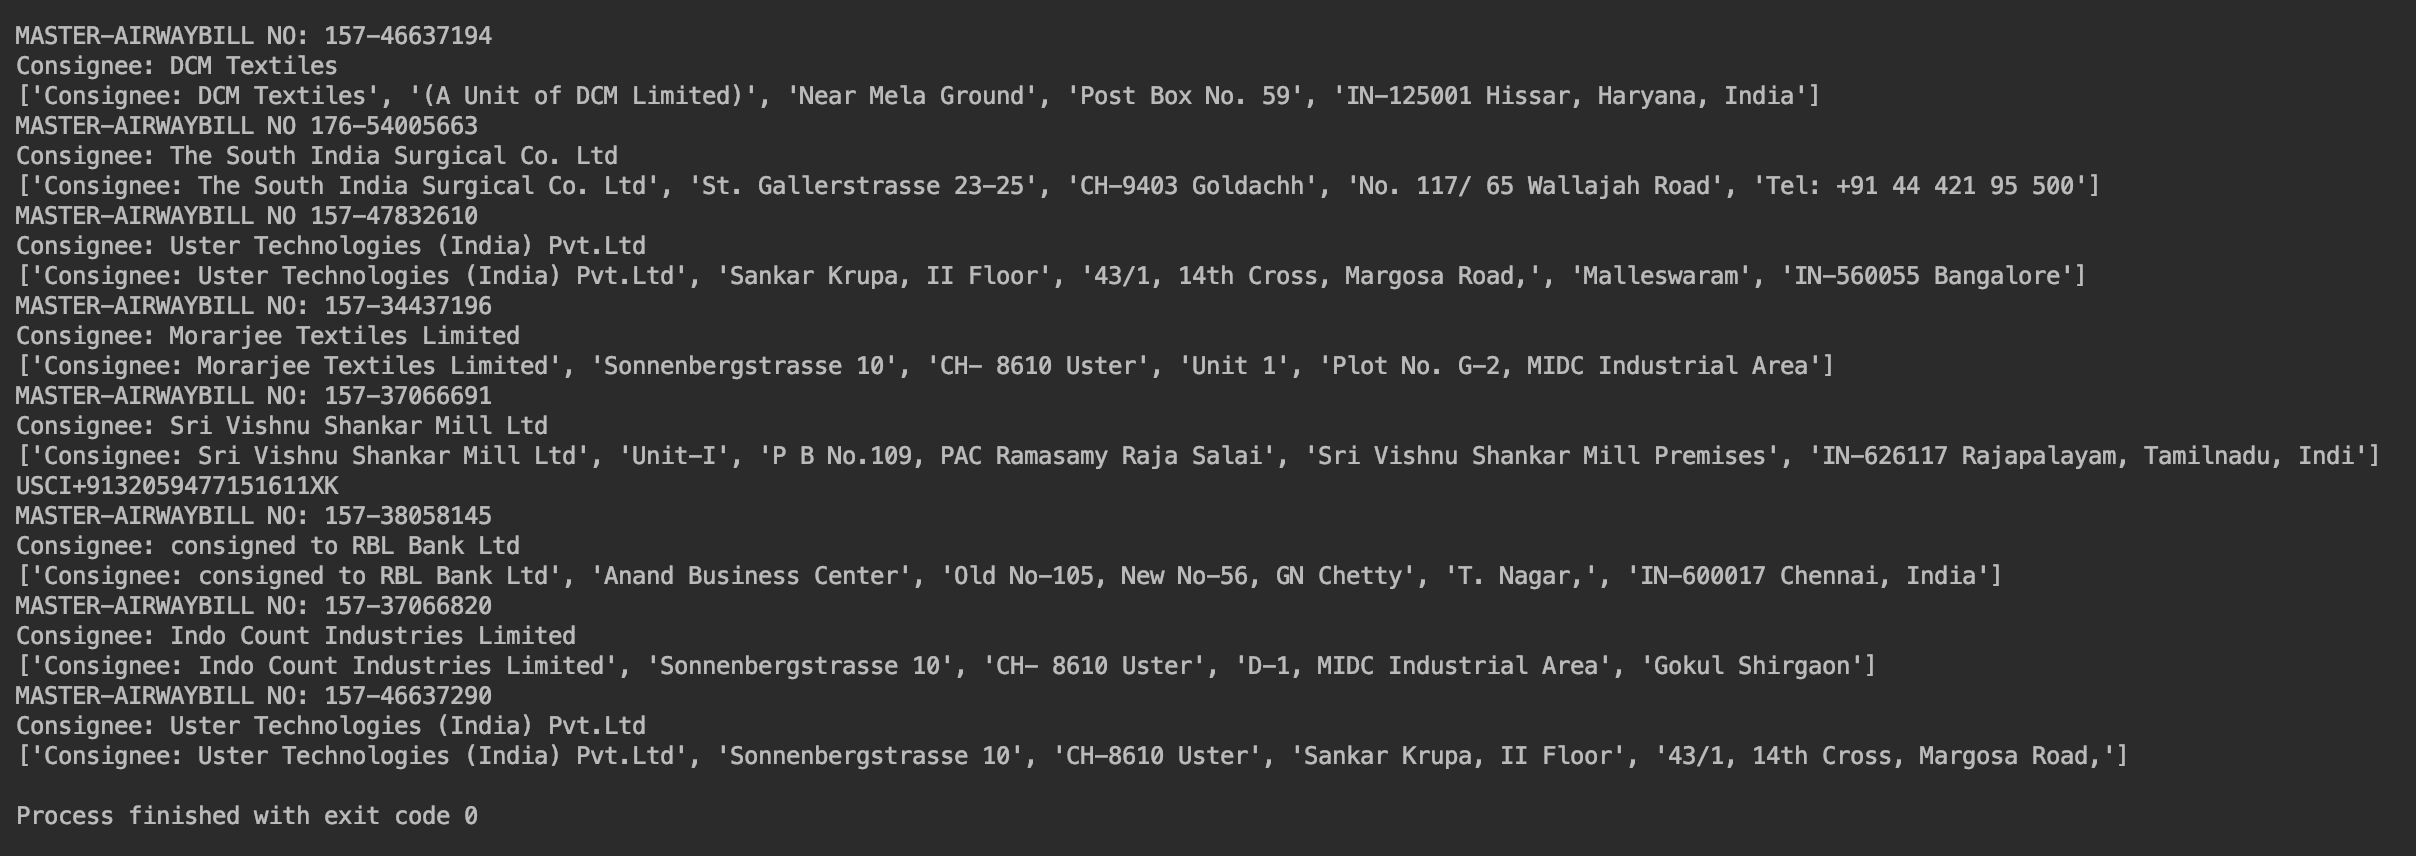 MASTER-AIRWAYBILL NO: 157-46637194
Consignee: DCM Textiles
['Consignee: DCM Textiles', '(A Unit of DCM Limited)', 'Near Mela Ground', 'Post Box No. 59', 'IN-125001 Hissar, Haryana, India']
MASTER-AIRWAYBILL NO 176-54005663
Consignee: The South India Surgical Co. Ltd
['Consignee: The South India Surgical Co. Ltd', 'St. Gallerstrasse 23-25', 'CH-9403 Goldachh', 'No. 117/ 65 Wallajah Road', 'Tel: +91 44 421 95 500']
MASTER-AIRWAYBILL NO 157-47832610
Consignee: Uster Technologies (India) Pvt.Ltd
['Consignee: Uster Technologies (India) Pvt.Ltd', 'Sankar Krupa, II Floor', '43/1, 14th Cross, Margosa Road,', 'Malleswaram', 'IN-560055 Bangalore']
MASTER-AIRWAYBILL NO: 157-34437196
Consignee: Morarjee Textiles Limited
['Consignee: Morarjee Textiles Limited', 'Sonnenbergstrasse 10', 'CH- 8610 Uster', 'Unit 1', 'Plot No. G-2, MIDC Industrial Area']
MASTER-AIRWAYBILL NO: 157-37066691
Consignee: Sri Vishnu Shankar Mill Ltd
['Consignee: Sri Vishnu Shankar Mill Ltd', 'Unit-I', 'P B No.109, PAC Ramasamy Raja Salai', 'Sri Vishnu Shankar Mill Premises', 'IN-626117 Rajapalayam, Tamilnadu, Indi']
USCI+9132059477151611XK
MASTER-AIRWAYBILL NO: 157-38058145
Consignee: consigned to RBL Bank Ltd
['Consignee: consigned to RBL Bank Ltd', 'Anand Business Center', 'Old No-105, New No-56, GN Chetty', 'T. Nagar,', 'IN-600017 Chennai, India']
MASTER-AIRWAYBILL NO: 157-37066820
Consignee: Indo Count Industries Limited
['Consignee: Indo Count Industries Limited', 'Sonnenbergstrasse 10', 'CH- 8610 Uster', 'D-1, MIDC Industrial Area', 'Gokul Shirgaon']
MASTER-AIRWAYBILL NO: 157-46637290
Consignee: Uster Technologies (India) Pvt.Ltd
['Consignee: Uster Technologies (India) Pvt.Ltd', 'Sonnenbergstrasse 10', 'CH-8610 Uster', 'Sankar Krupa, II Floor', '43/1, 14th Cross, Margosa Road,']
Process finished with exit code 0